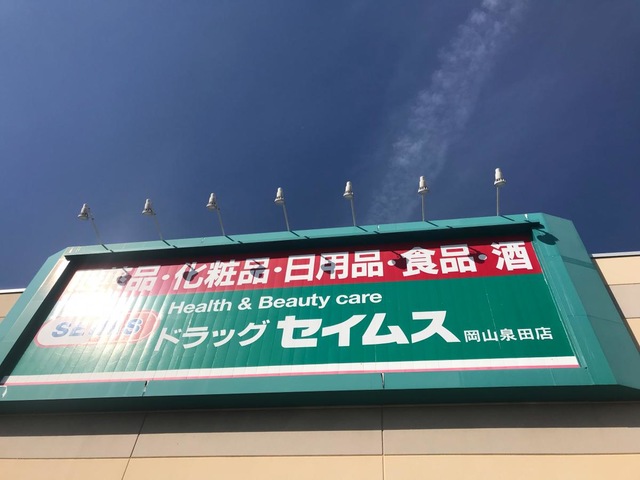 品・化粧品・日用品・食品・酒
Health & Beauty care
ドラッグ セイムス 岡山泉田店